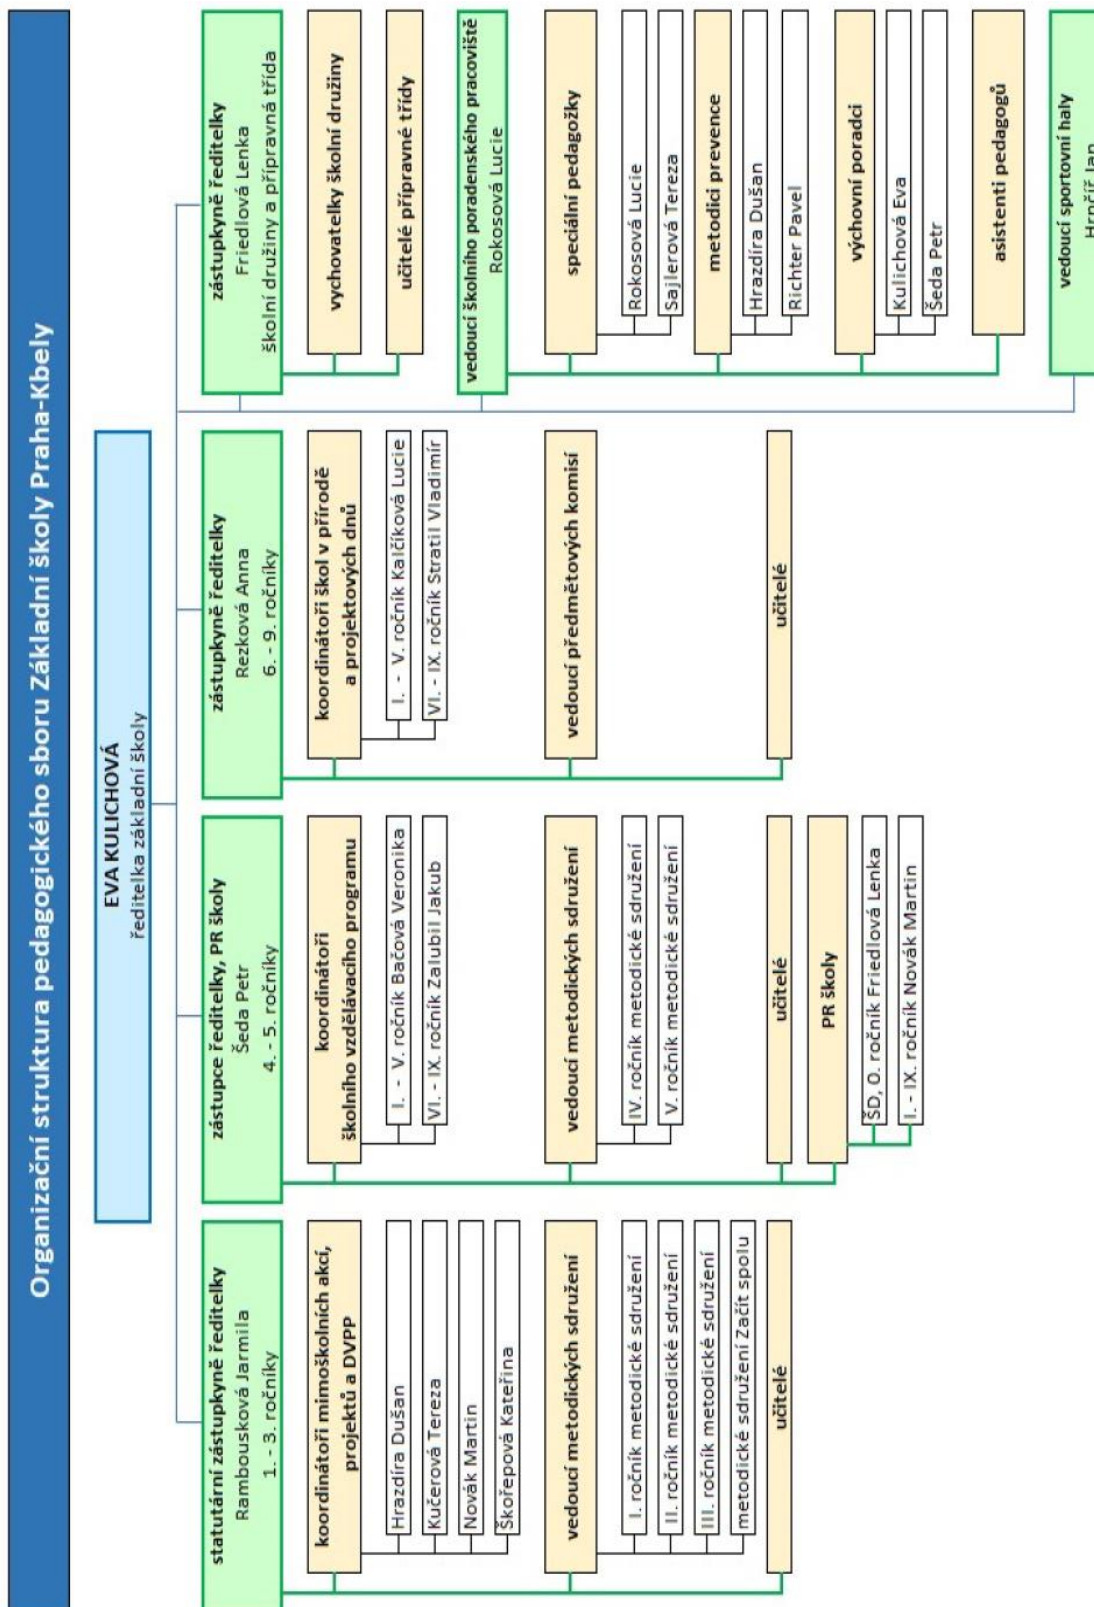 Organizační struktura pedagogického sboru Základní školy Praha-Kbely
EVA KULICHOVÁ
ředitelka základní školy
statutární zástupkyně ředitelky
Rambousková Jarmila
1. - 3. ročníky
koordinátoři mimoškolních akcí,
projektů a DVPP
Hrazdíra Dušan
Kučerová Tereza
Novák Martin
Škořepová Kateřina
vedoucí metodických sdružení
I. ročník metodické sdružení
II. ročník metodické sdružení
III. ročník metodické sdružení
metodické sdružení Začít spolu
učitelé
zástupce ředitelky, PR školy
Šeda Petr
4. - 5. ročníky
koordinátoři
školního vzdělávacího programu
I. - V. ročník Bačová Veronika
VI. - IX. ročník Zalubil Jakub
vedoucí metodických sdružení
IV. ročník metodické sdružení
V. ročník metodické sdružení
učitelé
PR školy
ŠD, 0. ročník Friedlová Lenka
I. - IX. ročník Novák Martin
zástupkyně ředitelky
Rezková Anna
6. - 9. ročníky
koordinátoři škol v přírodě
a projektových dnů
I. - V. ročník Kalčíková Lucie
VI. - IX. ročník Stratil Vladimír
vedoucí předmětových komisí
učitelé
zástupkyně ředitelky
Friedlová Lenka
školní družiny a přípravná třída
vychovatelky školní družiny
učitelé přípravné třídy
vedoucí školního poradenského pracoviště
Rokosová Lucie
speciální pedagožky
Rokosová Lucie
Sajlerová Tereza
metodici prevence
Hrazdíra Dušan
Richter Pavel
výchovní poradci
Kulichová Eva
Šeda Petr
asistenti pedagogů
vedoucí sportovní haly
Hrnčíř Jan